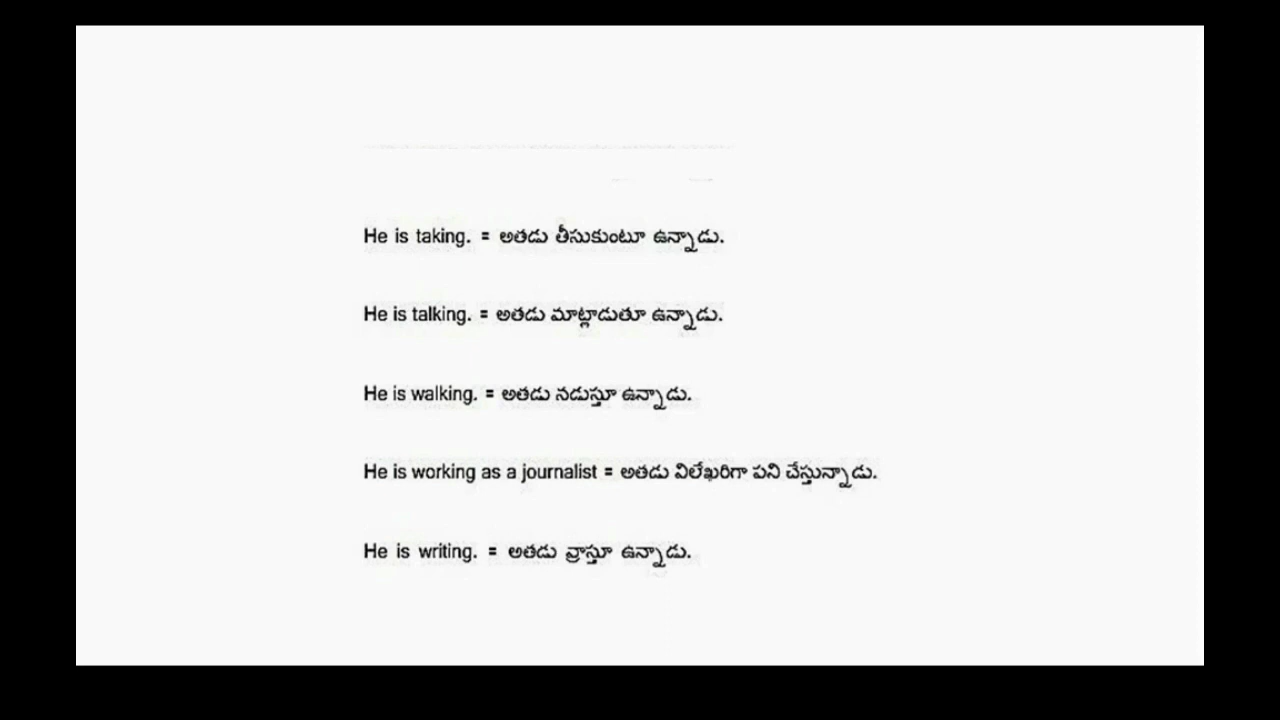 He is taking. = అతడు తీసుకుంటూ ఉన్నాడు.
He is talking. = అతడు మాట్లాడుతూ ఉన్నాడు.
He is walking. = అతడు నడుస్తూ ఉన్నాడు.
He is working as a journalist = అతడు విలేఖరిగా పని చేస్తున్నాడు.
He is writing. = అతడు వ్రాస్తూ ఉన్నాడు.